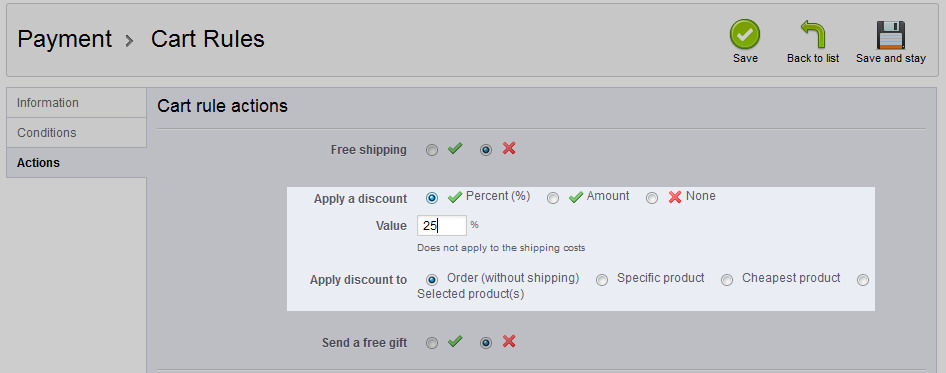 Payment > Cart Rules
Save
Back to list
Save and stay
Information
Conditions
Actions
Cart rule actions
Free shipping
Apply a discount Percent (%) Amount None
Value 25 %
Does not apply to the shipping costs
Apply discount to Order (without shipping) Specific product Cheapest product
Selected product(s)
Send a free gift